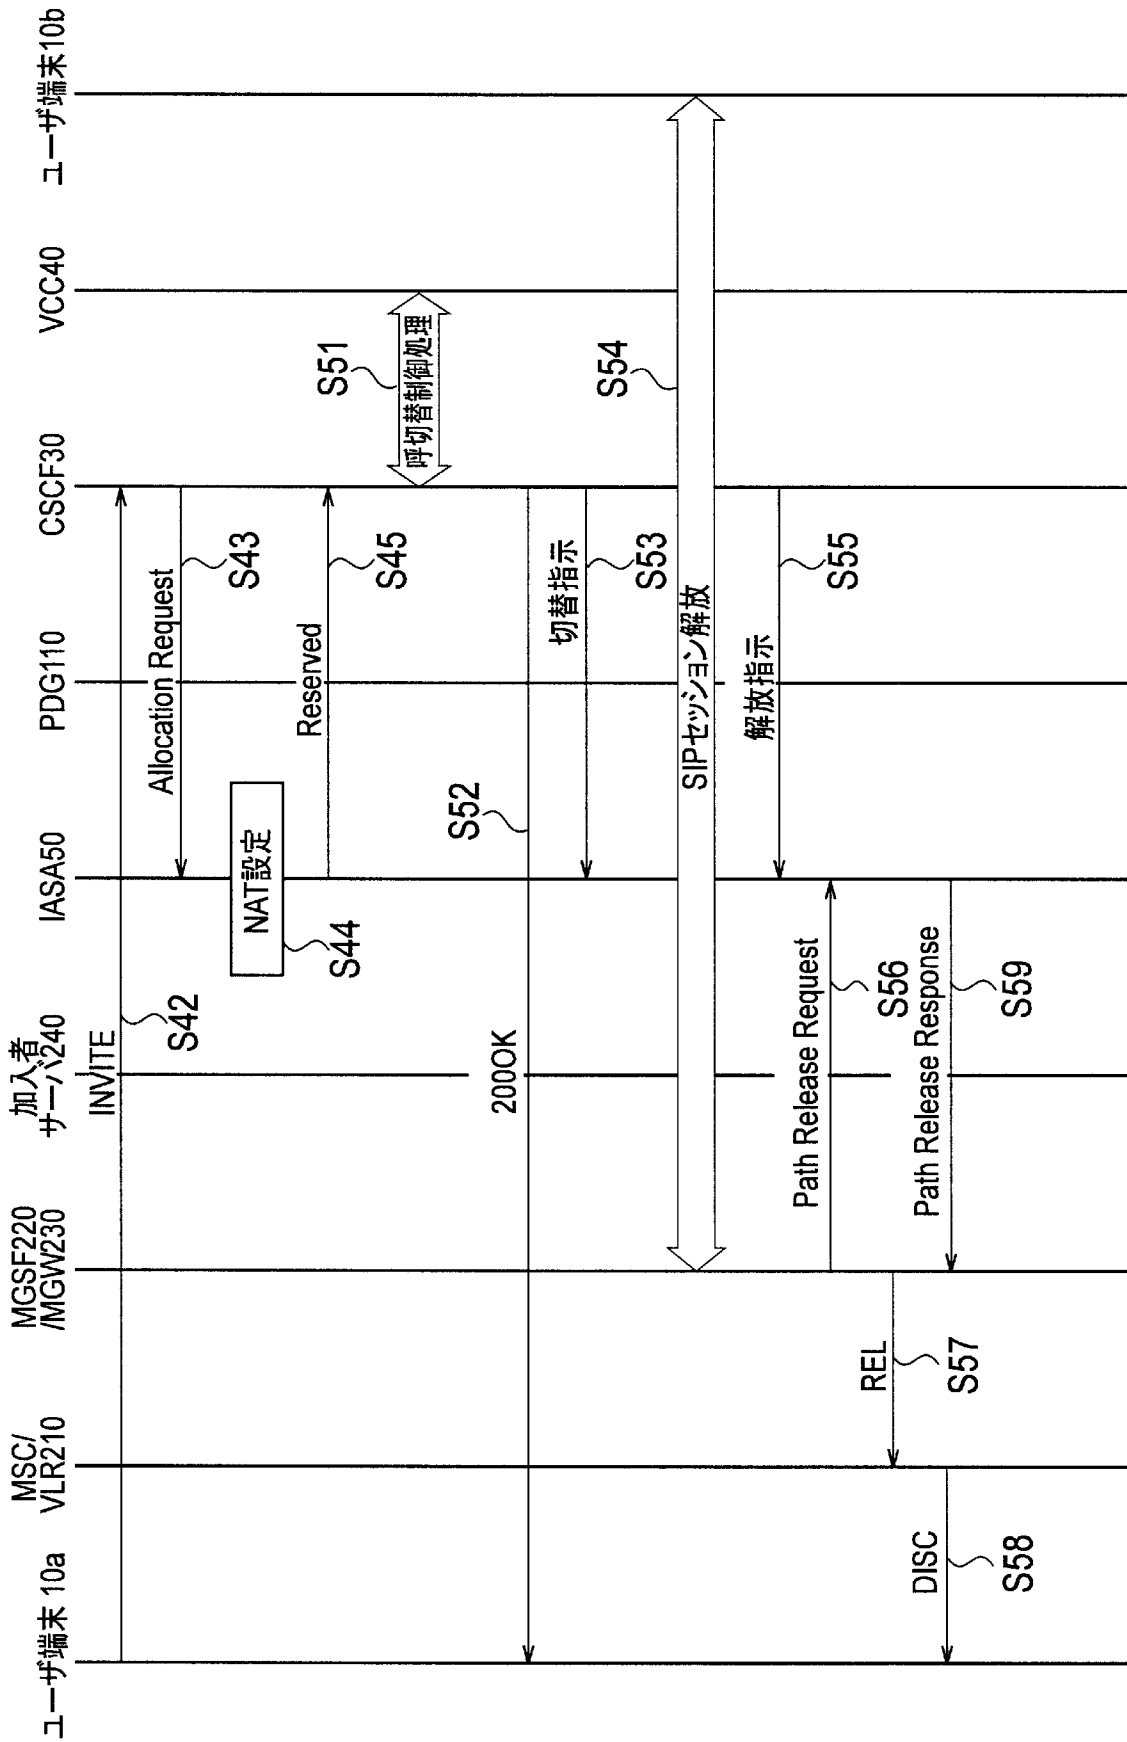 ユーザ端末 10a
MSC/
VLR210
MGSF220
/MGW230
加入者
サーバ240
IASA50
PDG110
CSCF30
VCC40
ユーザ端末10b
INVITE
S42
Allocation Request
S43
NAT設定
S44
Reserved
S45
呼切替制御処理
S51
200OK
S52
切替指示
S53
SIPセッション解放
S54
解放指示
S55
Path Release Request
S56
REL
S57
DISC
S58
Path Release Response
S59